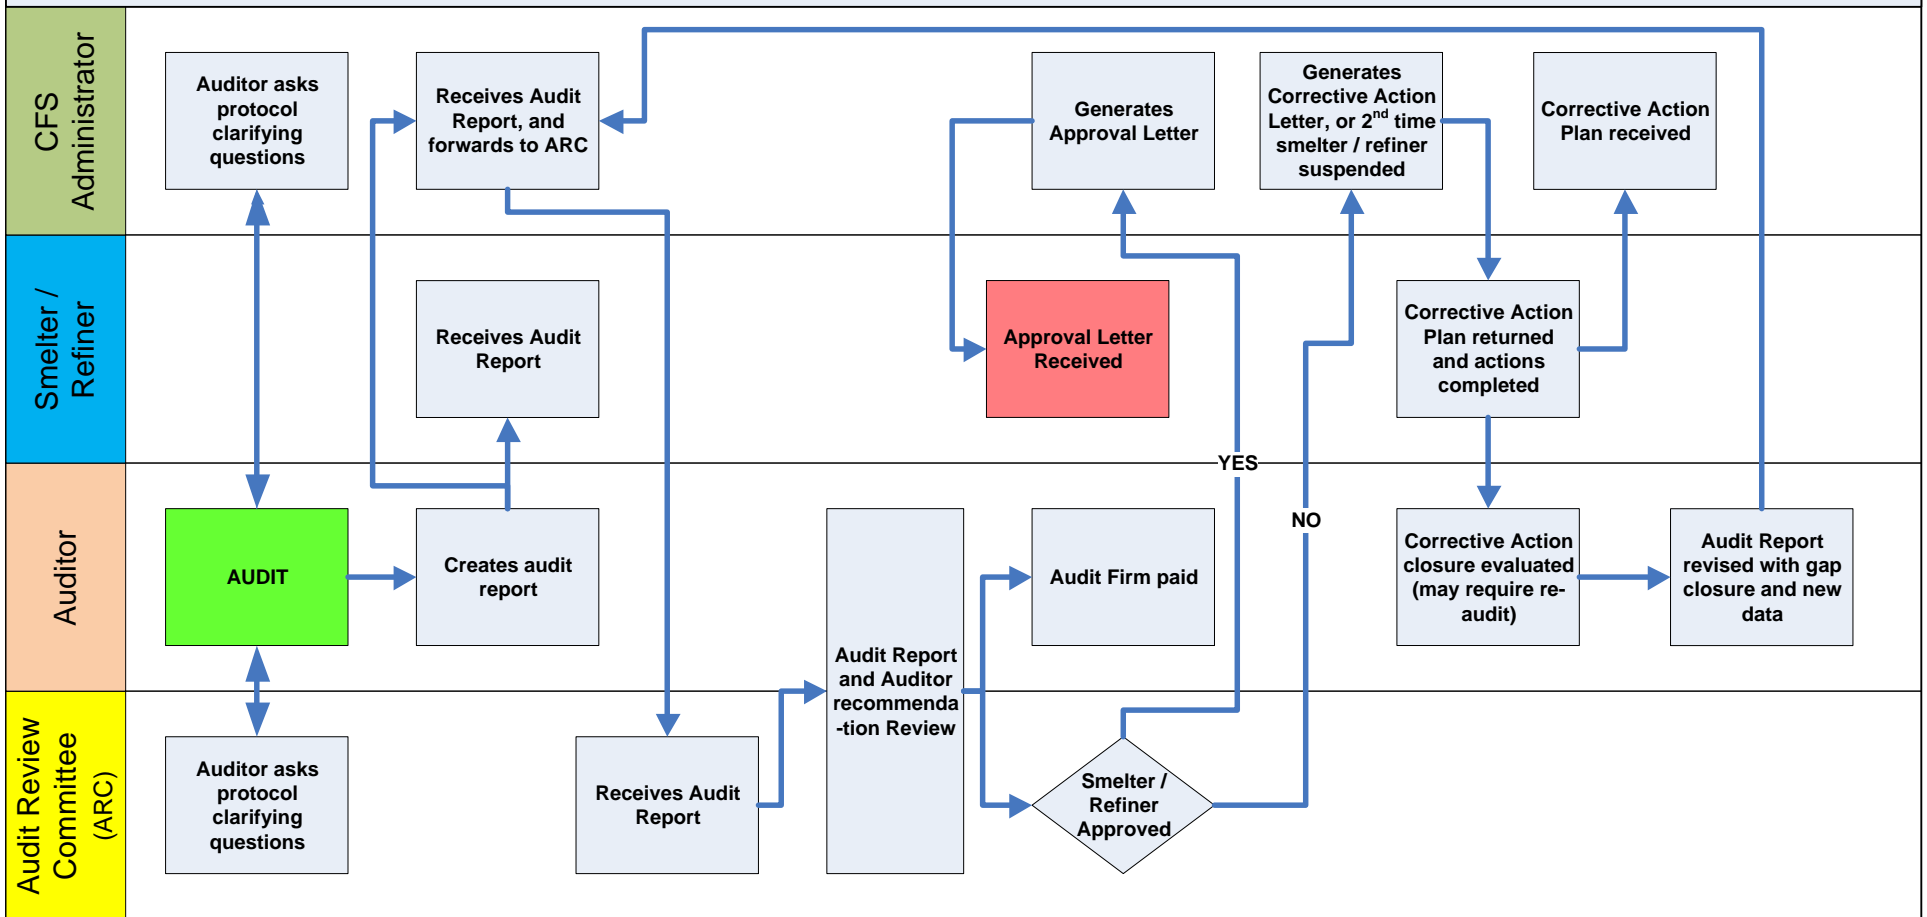 CFS
Administrator
Auditor asks
protocol
clarifying
questions
Receives Audit
Report, and
forwards to ARC
Generates
Approval Letter
Generates
Corrective Action
Letter, or 2nd time
smelter / refiner
suspended
Corrective Action
Plan received
Smelter /
Refiner
Receives Audit
Report
Approval Letter
Received
Corrective Action
Plan returned
and actions
completed
YES
NO
Auditor
AUDIT
Creates audit
report
Audit Report
and Auditor
recommenda
-tion Review
Audit Firm paid
Corrective Action
closure evaluated
(may require re-
audit)
Audit Report
revised with gap
closure and new
data
Audit Review
Committee
(ARC)
Auditor asks
protocol
clarifying
questions
Receives Audit
Report
Smelter /
Refiner
Approved